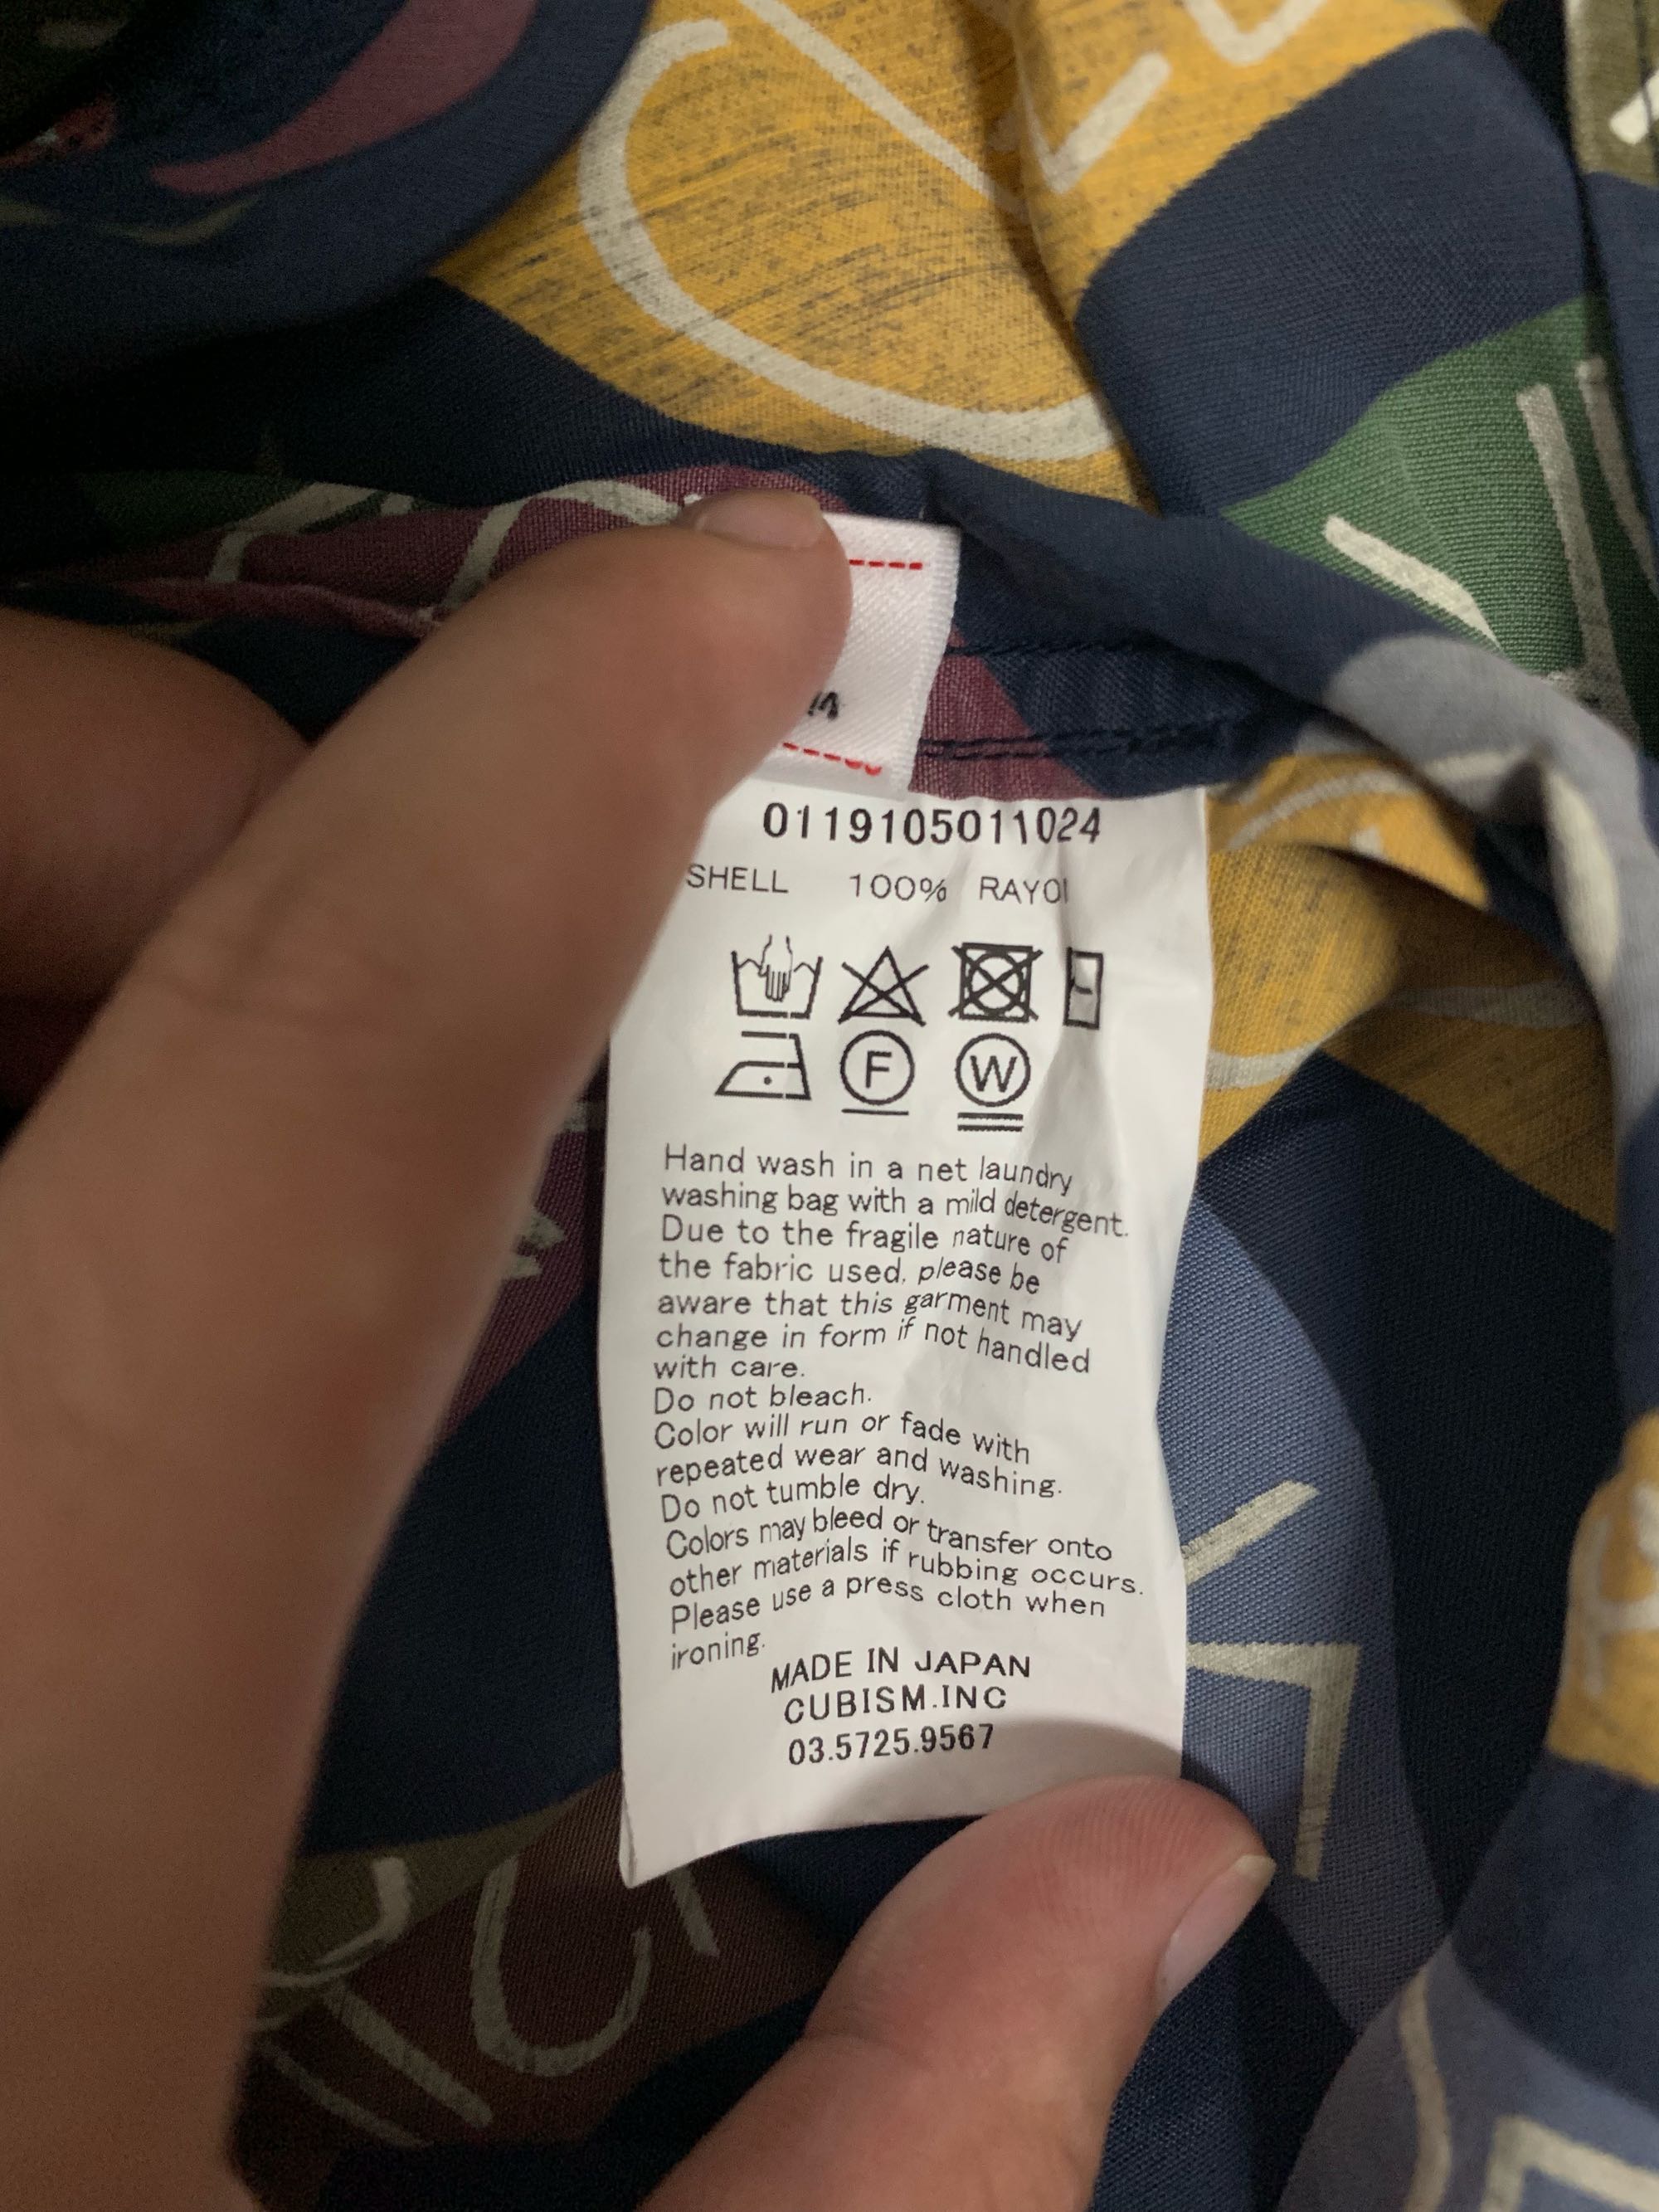 0119105011024
SHELL 100%
F W
Hand wash in a net laundry
washing bag with a mild detergent.
Due to the fragile nature of
the fabric used, please be
aware that this garment may
change in form if not handled
with care.
Do not bleach.
Color will run or fade with
repeated wear and washing.
Do not tumble dry.
Colors may bleed or transfer onto
other materials if rubbing occurs.
Please use a press cloth when
ironing.
MADE IN JAPAN
CUBISM.INC
03.5725.9567